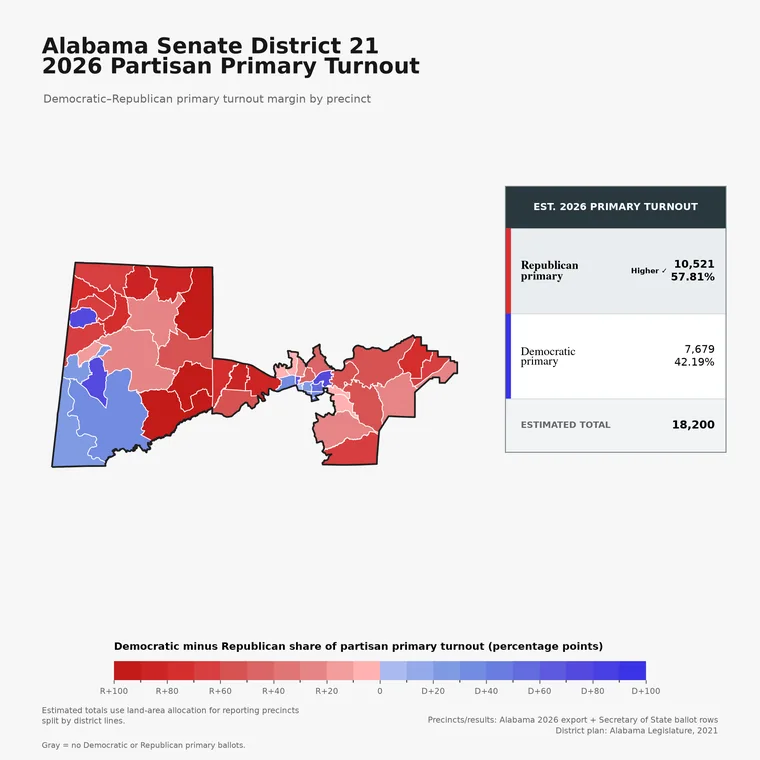 Alabama Senate District 21
2026 Partisan Primary Turnout
Democratic–Republican primary turnout margin by precinct
EST. 2026 PRIMARY TURNOUT
Republican
primary
Higher ✓
10,521
57.81%
Democratic
primary
7,679
42.19%
ESTIMATED TOTAL
18,200
Democratic minus Republican share of partisan primary turnout (percentage points)
R+100 R+80 R+60 R+40 R+20 0 D+20 D+40 D+60 D+80 D+100
Estimated totals use land-area allocation for reporting precincts
split by district lines.
Gray = no Democratic or Republican primary ballots.
Precincts/results: Alabama 2026 export + Secretary of State ballot rows
District plan: Alabama Legislature, 2021